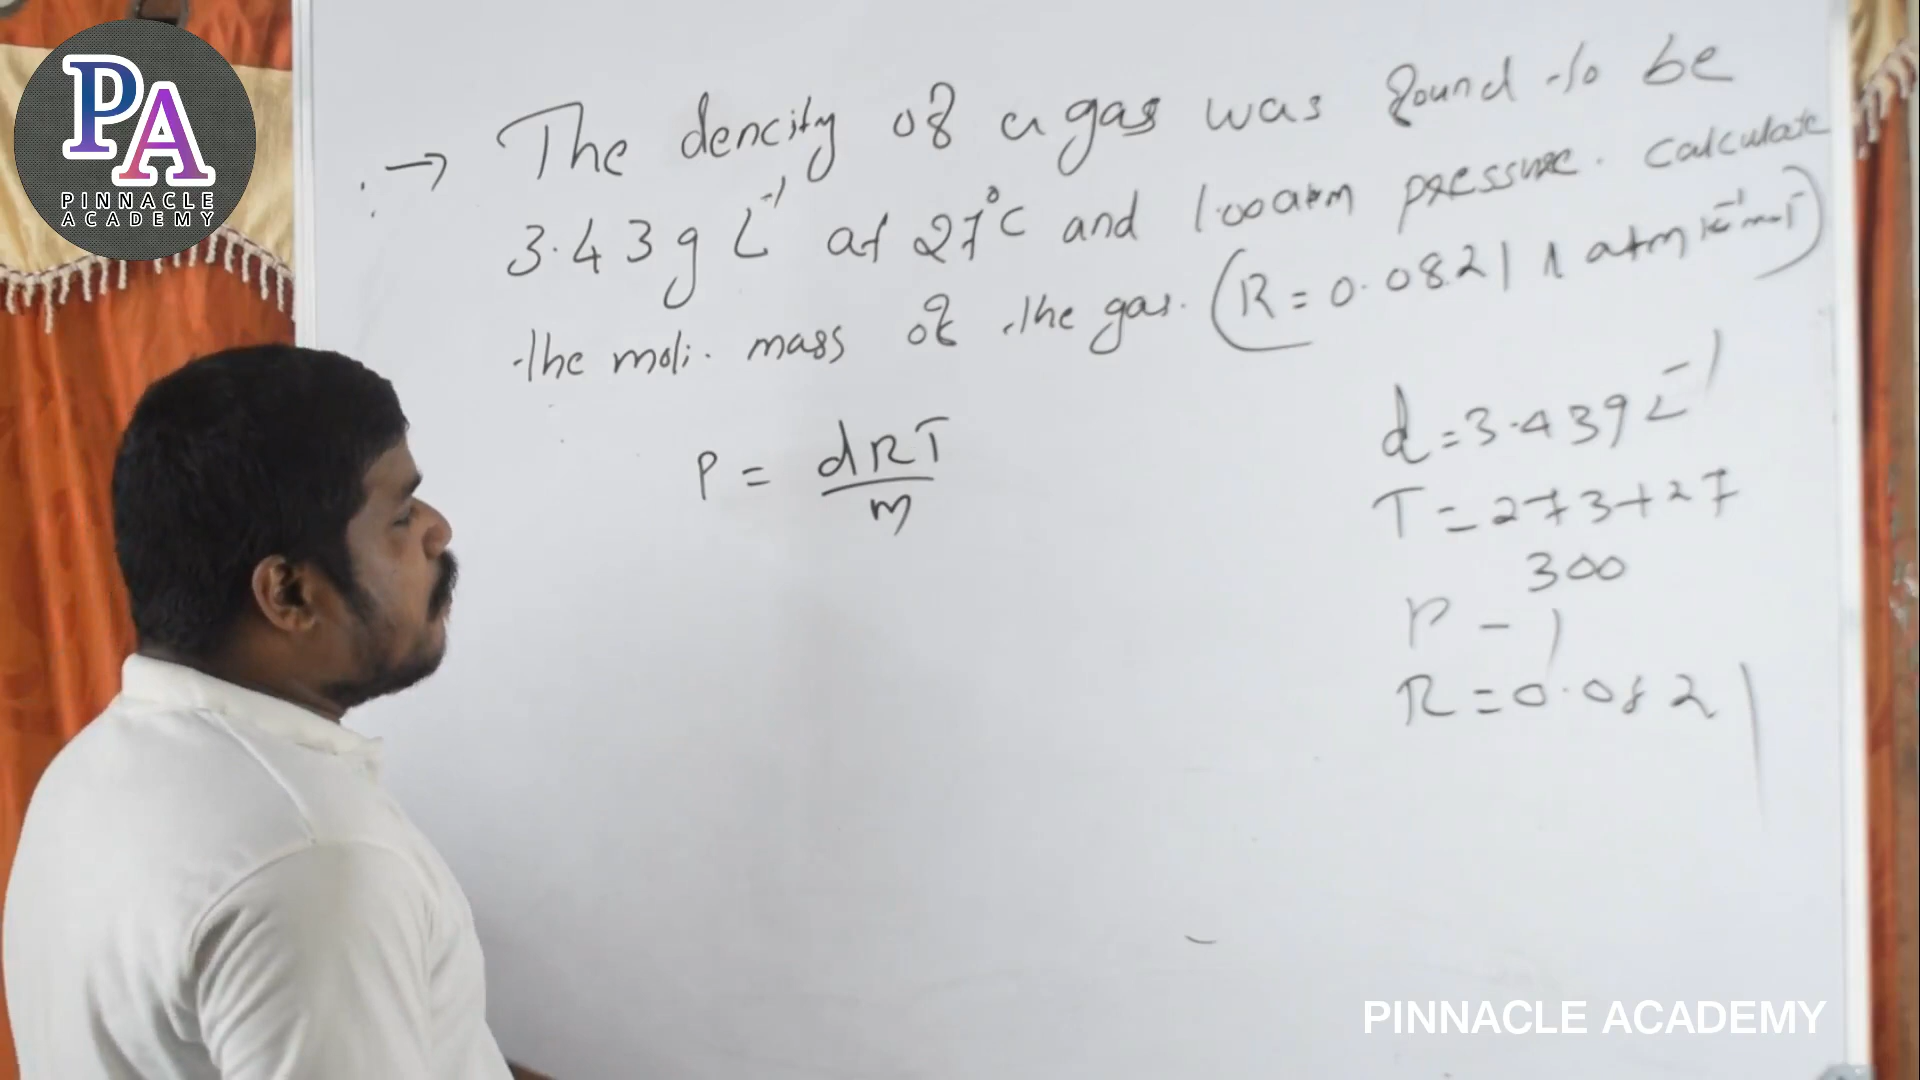 PA
PINNACLE
ACADEMY
→ The dencity of a gas was found to be
3.43 g L⁻¹ at 27°C and 1.00 atm pressure. calculate
the mol. mass of the gas. (R = 0.0821 l atm K⁻¹ mol⁻¹)
P = dRT
m
d = 3.43 g L⁻¹
T = 273+27
300
P - 1
R = 0.0821
PINNACLE ACADEMY